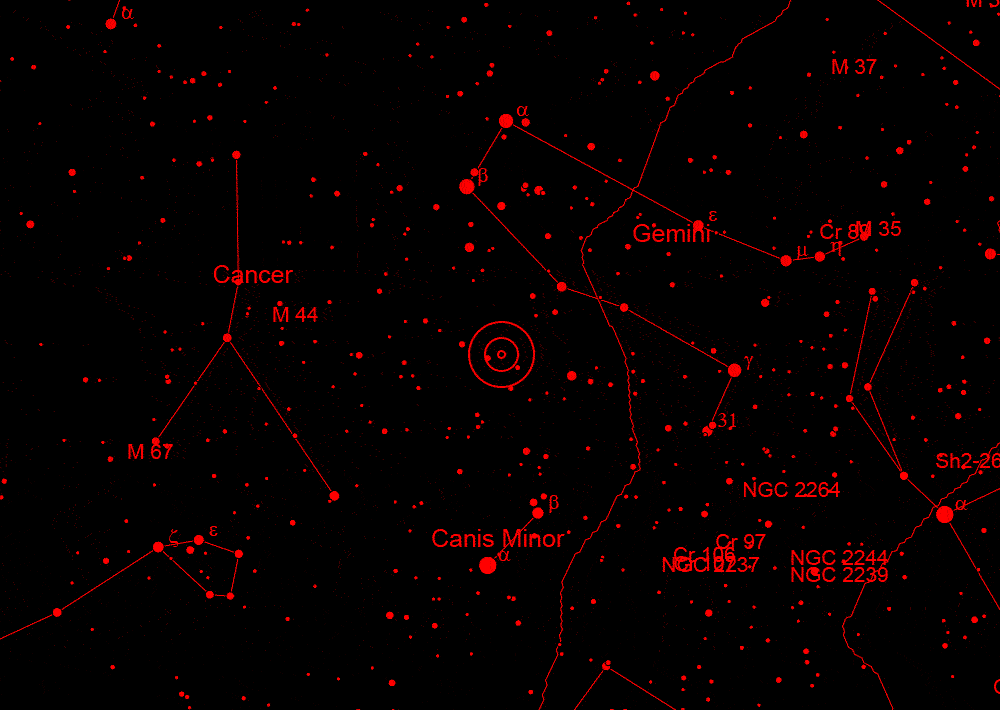 α
M 37
α
β
ε
Cr 89
M 35
Gemini
μ
η
Cancer
M 44
γ
31
M 67
Sh2-26
NGC 2264
β
α
ε
ζ
Canis Minor
α
Cr 97
Cr 106
NGC 2237
NGC 2244
NGC 2239